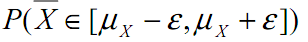 P(X̅ ∈ [μ_X − ε, μ_X + ε])